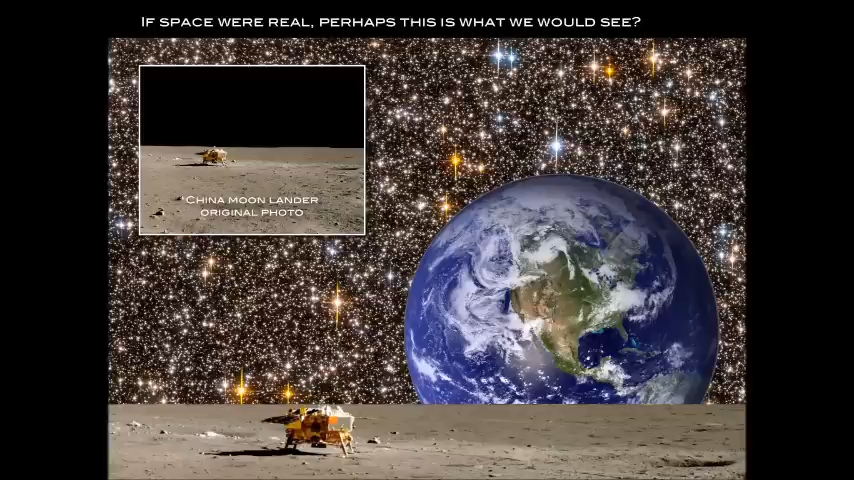 If space were real, perhaps this is what we would see?
*China moon lander
original photo